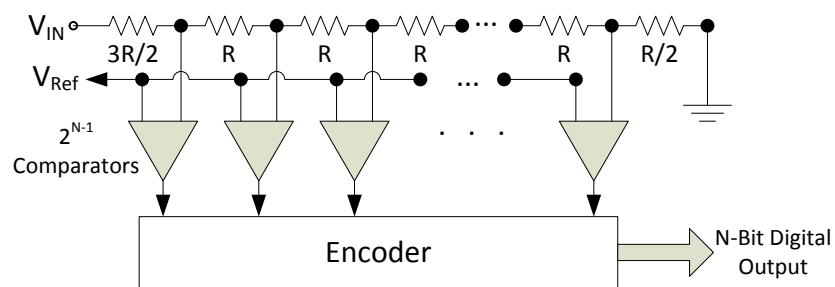 V_IN
3R/2 R R R R R/2
V_Ref
...
...
2^N-1
Comparators
. . .
Encoder
N-Bit Digital
Output